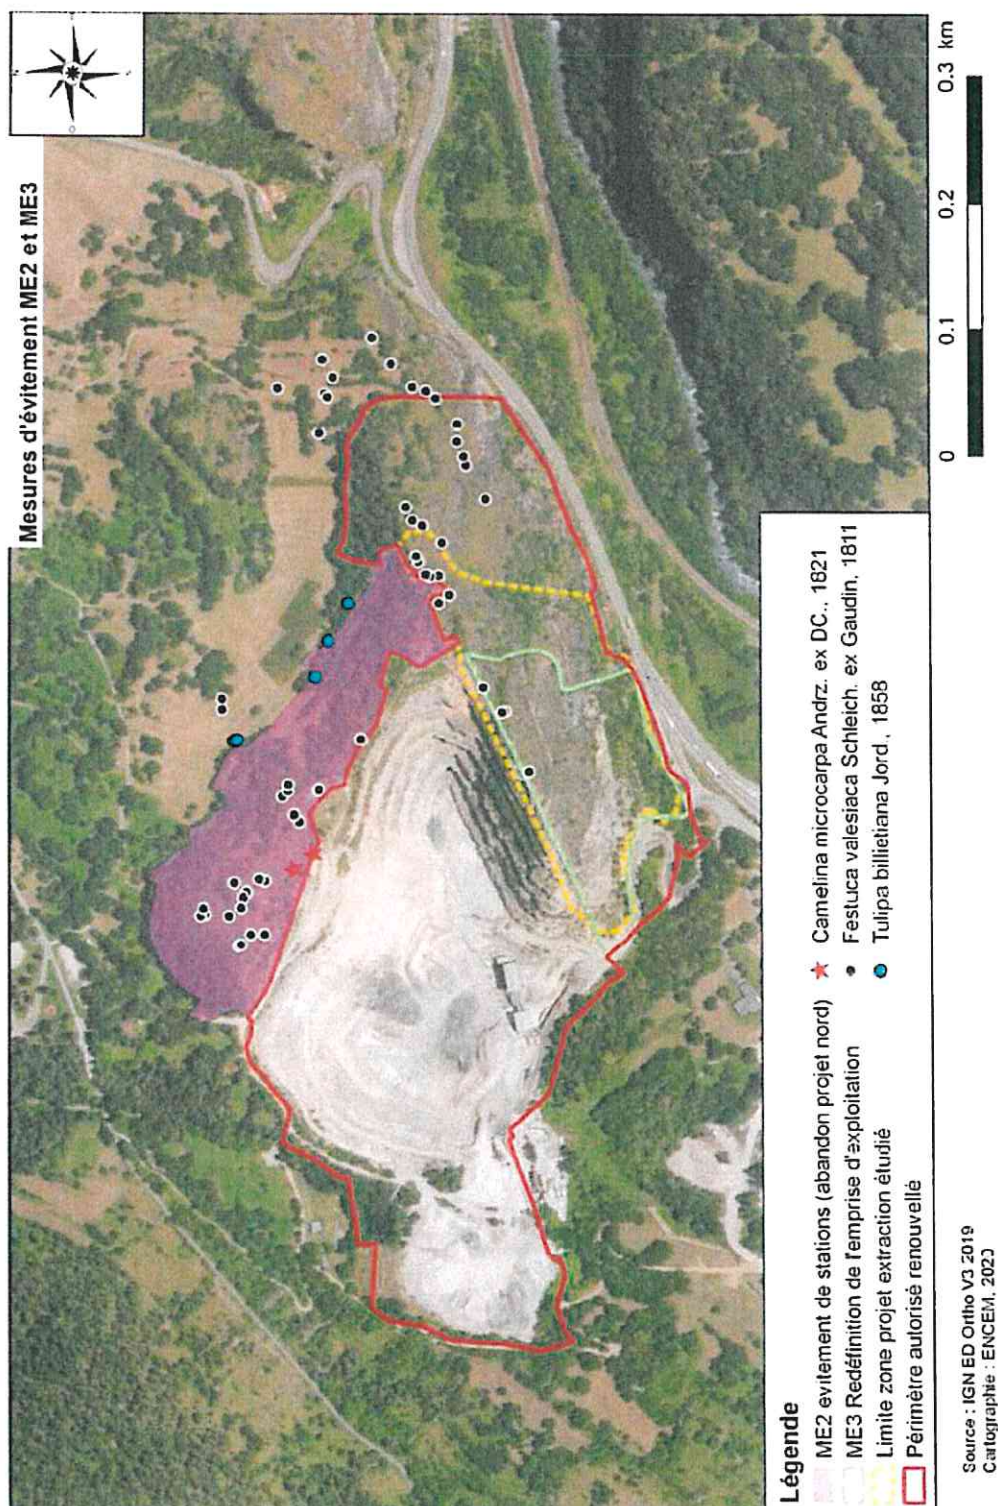 Mesures d'évitement ME2 et ME3
Légende
ME2 evitement de stations (abandon projet nord)
ME3 Redéfinition de l'emprise d'exploitation
Limite zone projet extraction étudié
Périmètre autorisé renouvellé
Camelina microcarpa Andrz. ex DC., 1821
Festuca valesiaca Schleich. ex Gaudin, 1811
Tulipa billietiana Jord., 1858
0 0.1 0.2 0.3 km
Source : IGN ED Ortho V3 2019
Cartographie : ENCEM, 2023